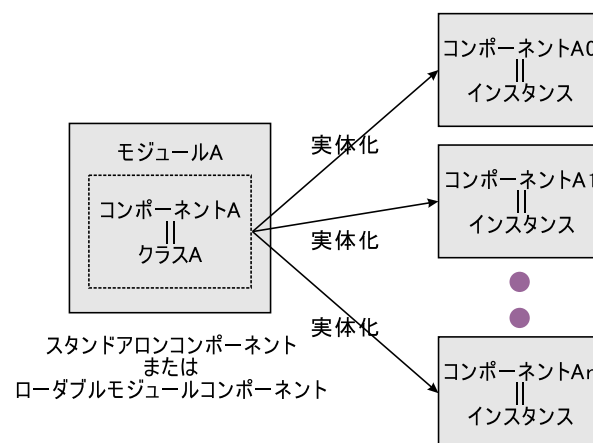 コンポーネントA0
インスタンス
実体化
モジュールA
コンポーネントA
クラスA
コンポーネントA1
インスタンス
実体化
実体化
スタンドアロンコンポーネント
または
ローダブルモジュールコンポーネント
コンポーネントAn
インスタンス